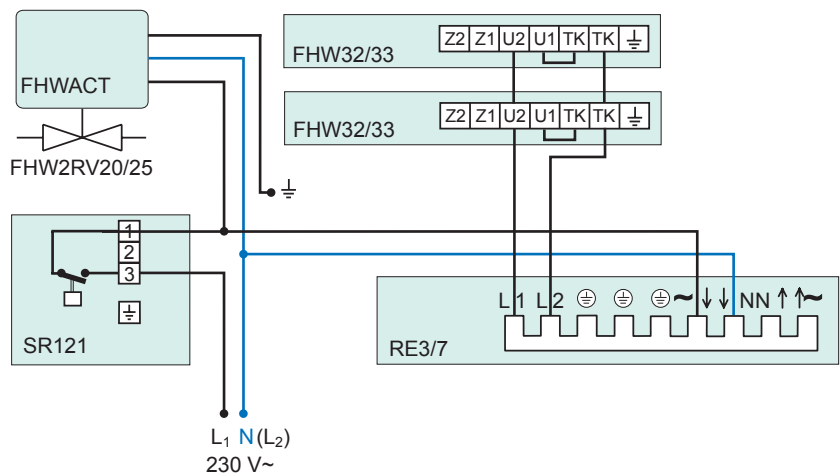 FHWACT
FHW2RV20/25
Z2 Z1 U2 U1 TK TK
FHW32/33
Z2 Z1 U2 U1 TK TK
FHW32/33
1
2
3
SR121
L1 L2 ~ ↓ ↓ NN ↑ ↑ ~
RE3/7
L₁ N (L₂)
230 V~